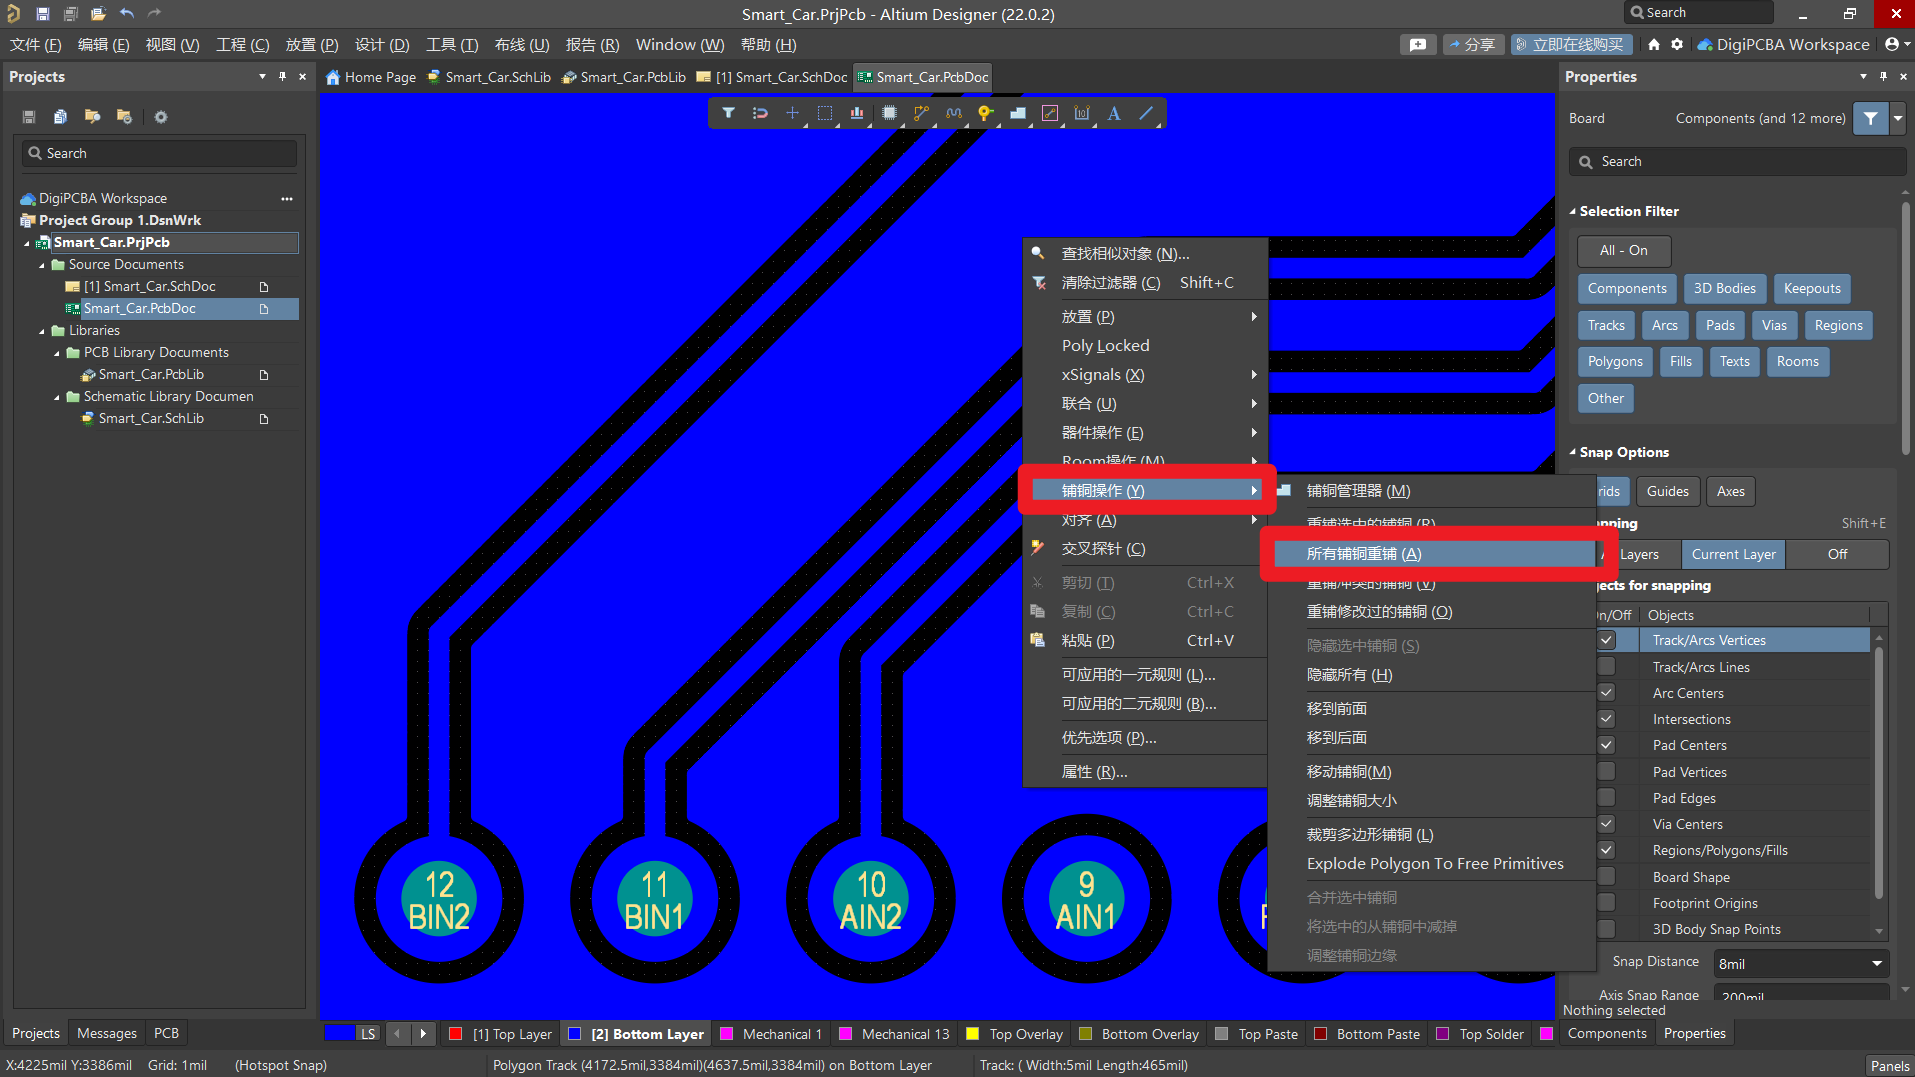 Smart_Car.PrjPcb - Altium Designer (22.0.2)
Search
文件 (F) 编辑 (E) 视图 (V) 工程 (C) 放置 (P) 设计 (D) 工具 (T) 布线 (U) 报告 (R) Window (W) 帮助 (H)
分享
立即在线购买
DigiPCBA Workspace
Projects
Home Page
Smart_Car.SchLib
Smart_Car.PcbLib
[1] Smart_Car.SchDoc
Smart_Car.PcbDoc
Search
DigiPCBA Workspace
Project Group 1.DsnWrk
Smart_Car.PrjPcb
Source Documents
[1] Smart_Car.SchDoc
Smart_Car.PcbDoc
Libraries
PCB Library Documents
Smart_Car.PcbLib
Schematic Library Documen
Smart_Car.SchLib
12
BIN2
11
BIN1
10
AIN2
9
AIN1
查找相似对象 (N)...
清除过滤器 (C) Shift+C
放置 (P)
Poly Locked
xSignals (X)
联合 (U)
器件操作 (E)
Room操作 (M)
铺铜操作 (Y)
对齐 (A)
交叉探针 (C)
剪切 (T) Ctrl+X
复制 (C) Ctrl+C
粘贴 (P) Ctrl+V
可应用的一元规则 (L)...
可应用的二元规则 (B)...
优先选项 (P)...
属性 (R)...
铺铜管理器 (M)
重铺选中的铺铜 (R)
所有铺铜重铺 (A)
重铺冲突的铺铜 (V)
重铺修改过的铺铜 (O)
隐藏选中铺铜 (S)
隐藏所有 (H)
移到前面
移到后面
移动铺铜(M)
调整铺铜大小
裁剪多边形铺铜 (L)
Explode Polygon To Free Primitives
合并选中铺铜
将选中的从铺铜中减掉
调整铺铜边缘
Properties
Board Components (and 12 more)
Search
Selection Filter
All - On
Components 3D Bodies Keepouts
Tracks Arcs Pads Vias Regions
Polygons Fills Texts Rooms
Other
Snap Options
rids Guides Axes
pping Shift+E
Layers Current Layer Off
jects for snapping
n/Off Objects
Track/Arcs Vertices
Track/Arcs Lines
Arc Centers
Intersections
Pad Centers
Pad Vertices
Pad Edges
Via Centers
Regions/Polygons/Fills
Board Shape
Footprint Origins
3D Body Snap Points
Snap Distance 8mil
Axis Snap Range 200mil
Nothing selected
Components Properties
Projects Messages PCB
LS
[1] Top Layer
[2] Bottom Layer
Mechanical 1
Mechanical 13
Top Overlay
Bottom Overlay
Top Paste
Bottom Paste
Top Solder
X:4225mil Y:3386mil Grid: 1mil (Hotspot Snap)
Polygon Track (4172.5mil,3384mil)(4637.5mil,3384mil) on Bottom Layer
Track: ( Width:5mil Length:465mil)
Panels